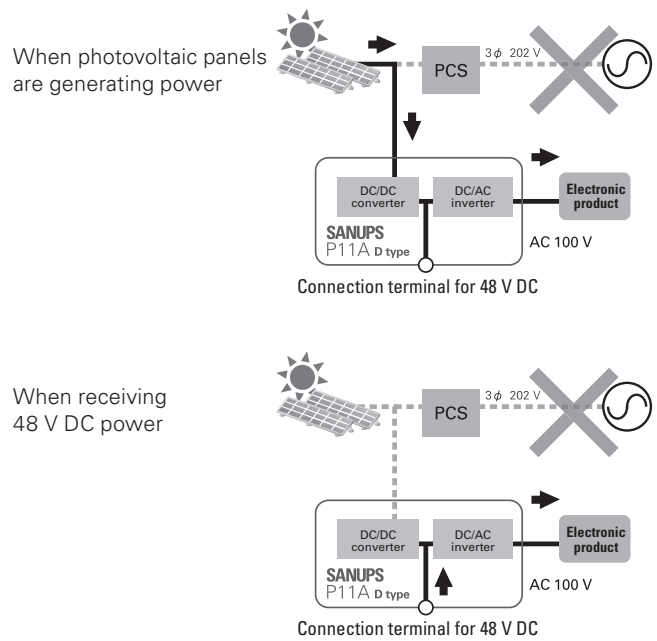 When photovoltaic panels
are generating power
PCS
3ϕ 202 V
DC/DC
converter
DC/AC
inverter
Electronic
product
SANUPS
P11A D type
AC 100 V
Connection terminal for 48 V DC
When receiving
48 V DC power
PCS
3ϕ 202 V
DC/DC
converter
DC/AC
inverter
Electronic
product
SANUPS
P11A D type
AC 100 V
Connection terminal for 48 V DC